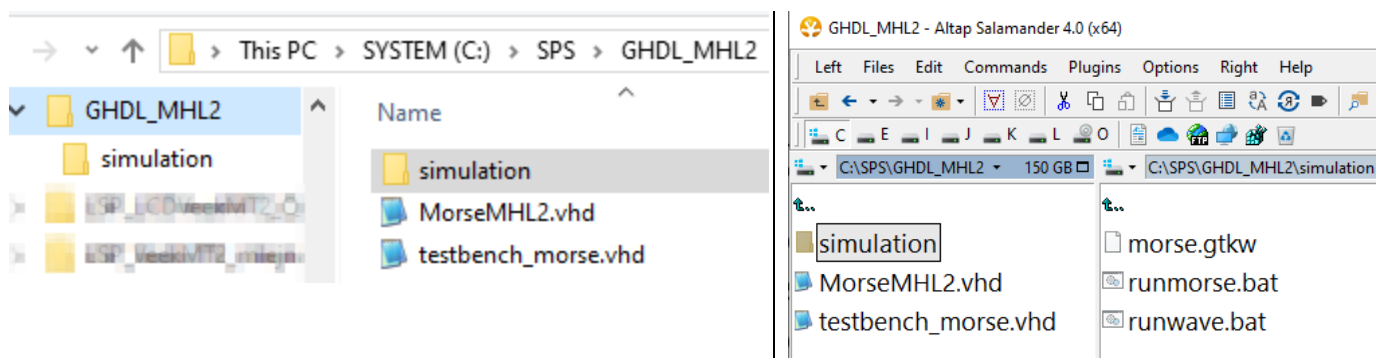 This PC > SYSTEM (C:) > SPS > GHDL_MHL2
GHDL_MHL2
simulation
Name
simulation
MorseMHL2.vhd
testbench_morse.vhd
GHDL_MHL2 - Altap Salamander 4.0 (x64)
Left Files Edit Commands Plugins Options Right Help
C E I J K L O FTP
C:\SPS\GHDL_MHL2 150 GB
C:\SPS\GHDL_MHL2\simulation
..
simulation
MorseMHL2.vhd
testbench_morse.vhd
..
morse.gtkw
runmorse.bat
runwave.bat